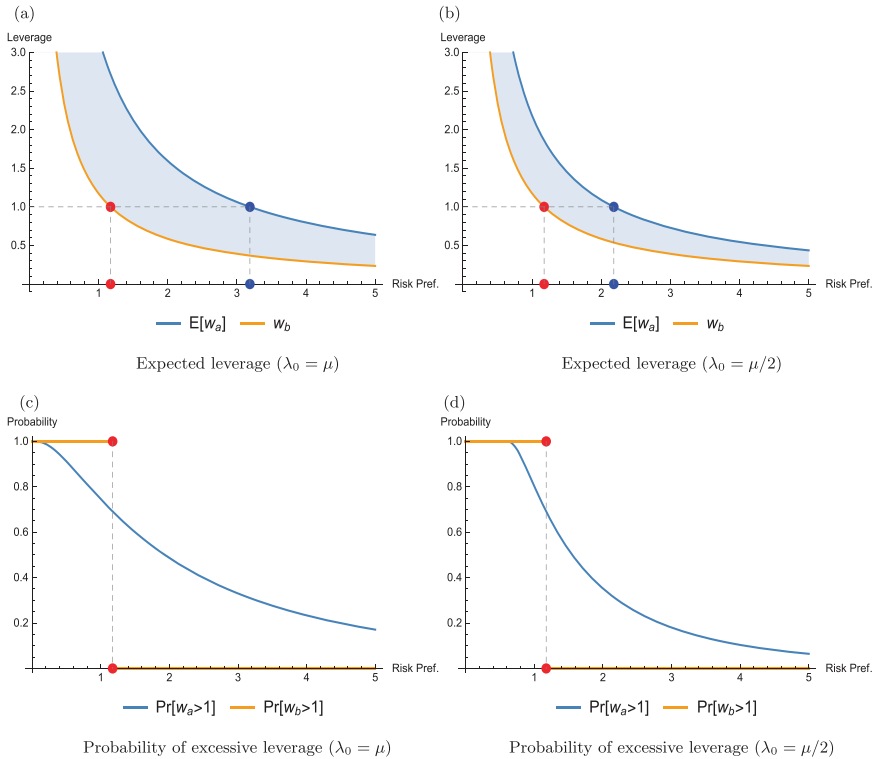 (a)
Leverage
3.0
2.5
2.0
1.5
1.0
0.5
1 2 3 4 5
Risk Pref.
E[wa] wb
Expected leverage (λ0 = μ)
(b)
Leverage
3.0
2.5
2.0
1.5
1.0
0.5
1 2 3 4 5
Risk Pref.
E[wa] wb
Expected leverage (λ0 = μ/2)
(c)
Probability
1.0
0.8
0.6
0.4
0.2
1 2 3 4 5
Risk Pref.
Pr[wa>1] Pr[wb>1]
Probability of excessive leverage (λ0 = μ)
(d)
Probability
1.0
0.8
0.6
0.4
0.2
1 2 3 4 5
Risk Pref.
Pr[wa>1] Pr[wb>1]
Probability of excessive leverage (λ0 = μ/2)